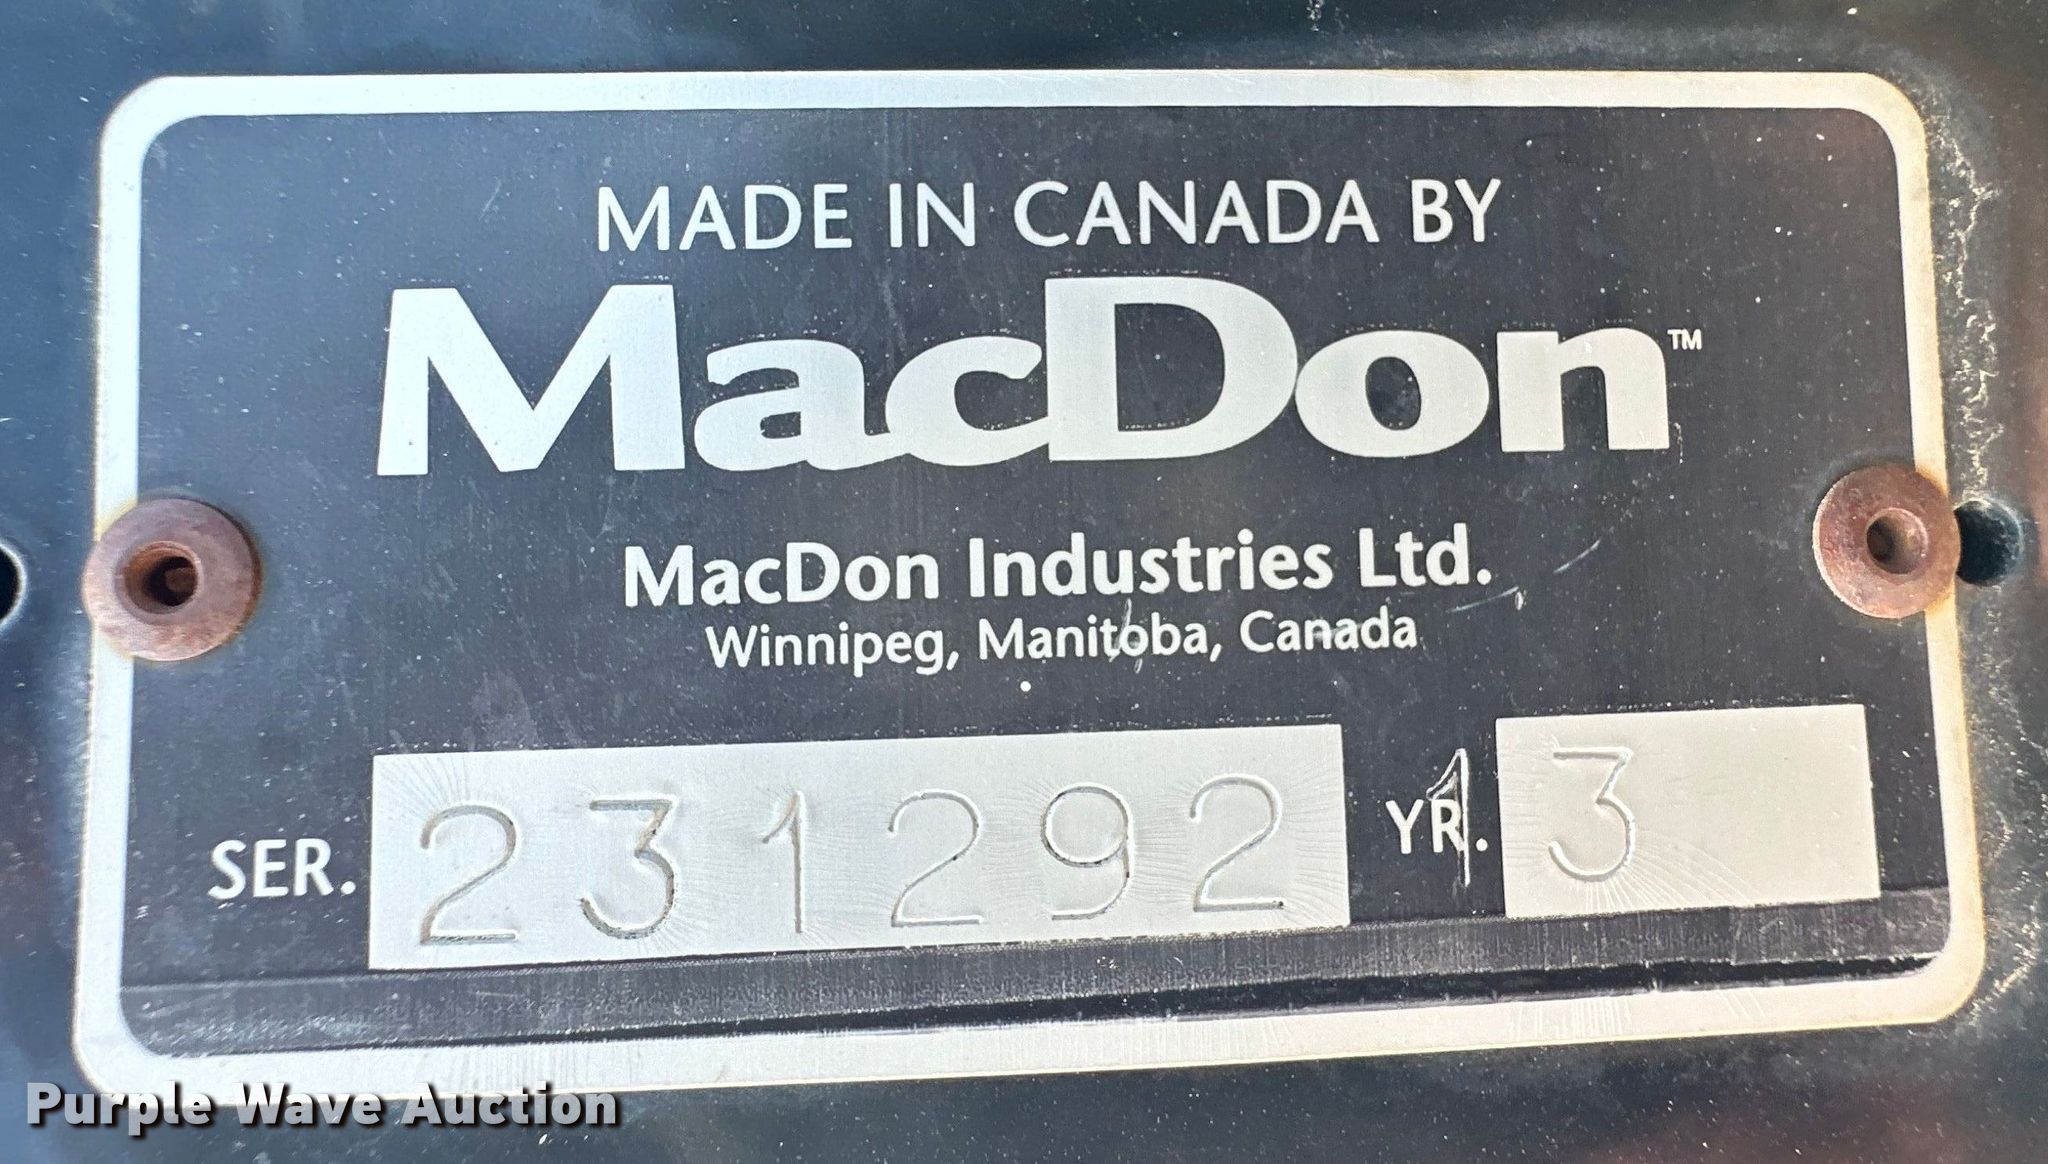 MADE IN CANADA BY
MacDon™
MacDon Industries Ltd.
Winnipeg, Manitoba, Canada
SER. 231292 YR. 13
Purple Wave Auction